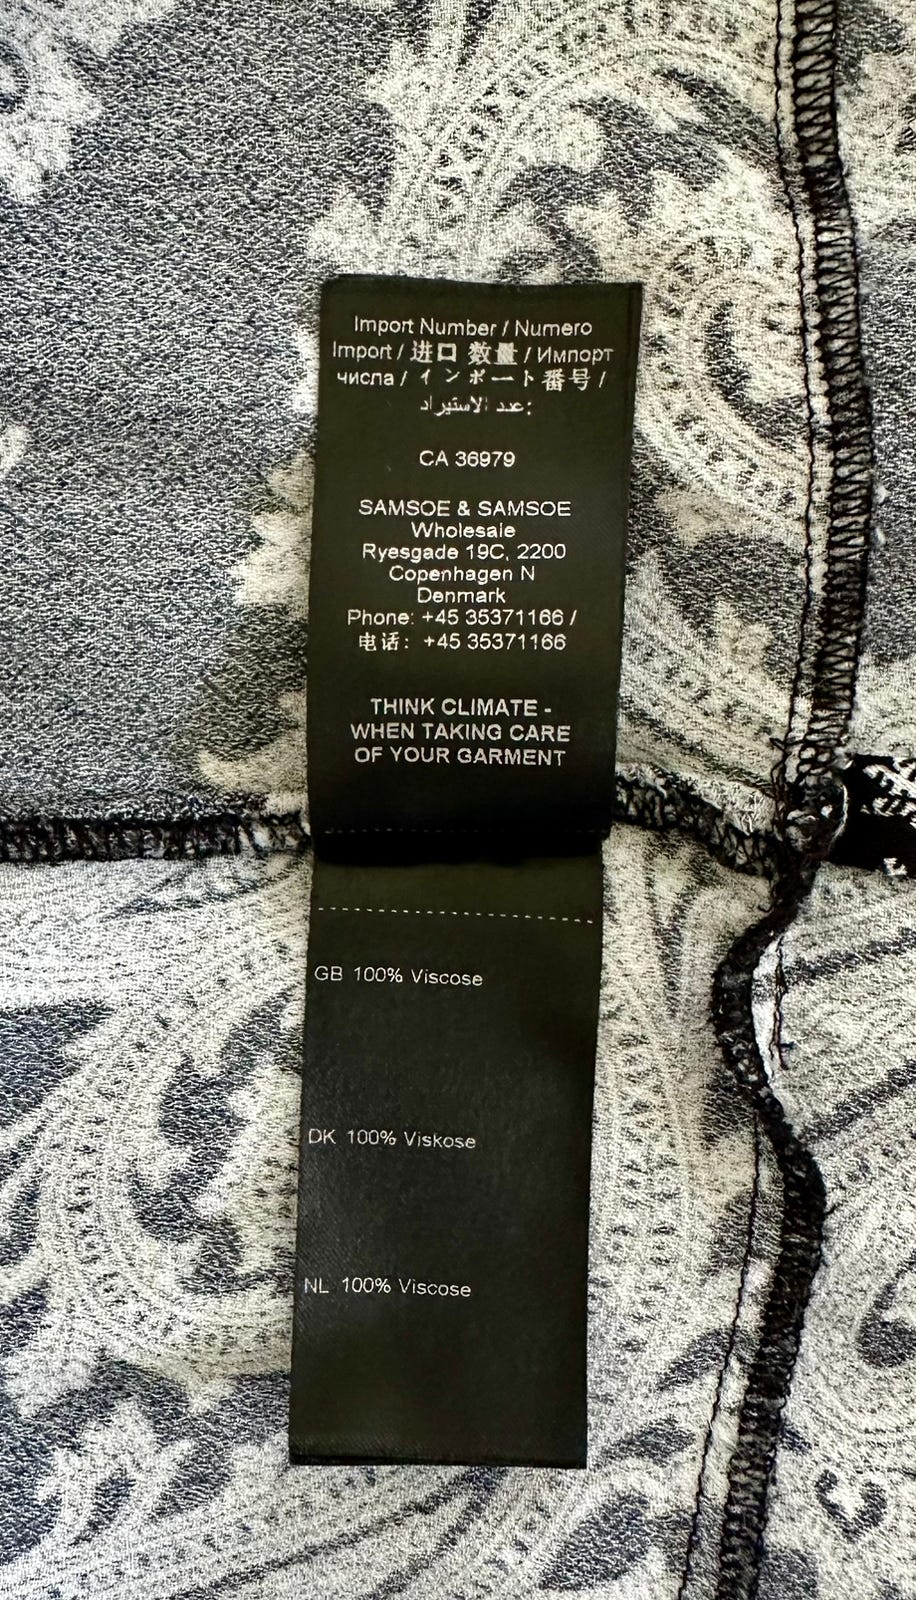 Import Number / Numero
Import / 进口 数量 / Импорт
числа / インポート番号 /
عدد الاستيراد:
CA 36979
SAMSOE & SAMSOE
Wholesale
Ryesgade 19C, 2200
Copenhagen N
Denmark
Phone: +45 35371166 /
电话: +45 35371166
THINK CLIMATE -
WHEN TAKING CARE
OF YOUR GARMENT
GB 100% Viscose
DK 100% Viskose
NL 100% Viscose